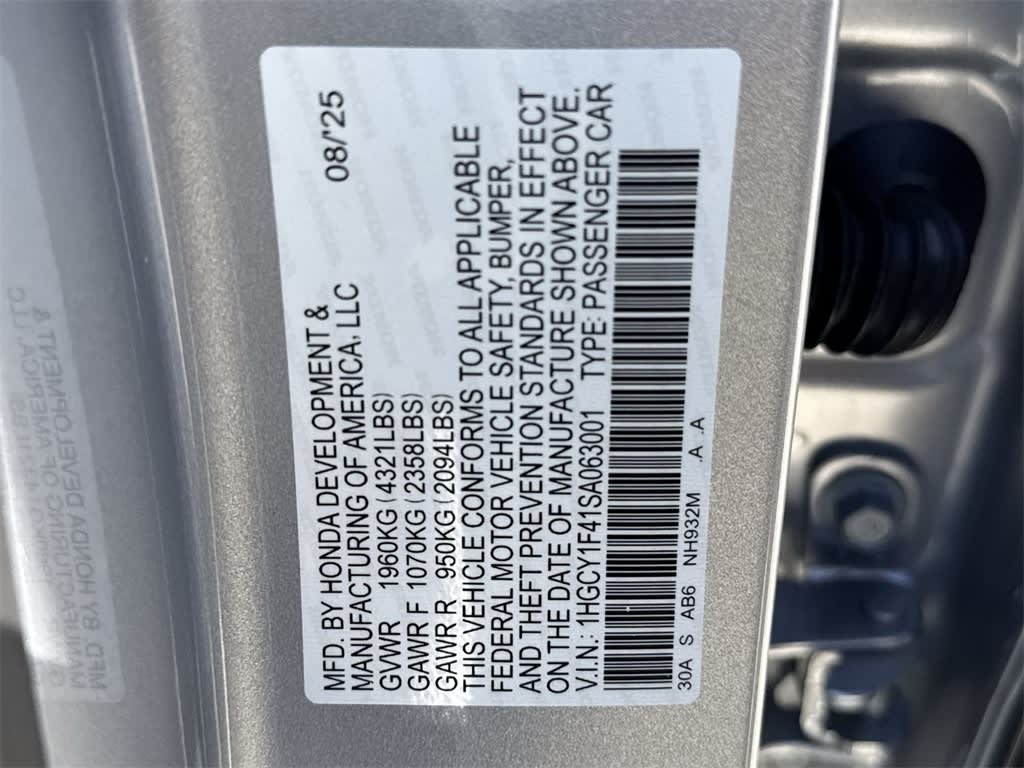 MFD. BY HONDA DEVELOPMENT & 08/'25
MANUFACTURING OF AMERICA, LLC
GVWR 1960KG (4321LBS)
GAWR F 1070KG (2358LBS)
GAWR R 950KG (2094LBS)
THIS VEHICLE CONFORMS TO ALL APPLICABLE
FEDERAL MOTOR VEHICLE SAFETY, BUMPER,
AND THEFT PREVENTION STANDARDS IN EFFECT
ON THE DATE OF MANUFACTURE SHOWN ABOVE.
V.I.N.: 1HGCY1F41SA063001 TYPE: PASSENGER CAR
30A S AB6 NH932M .A .A